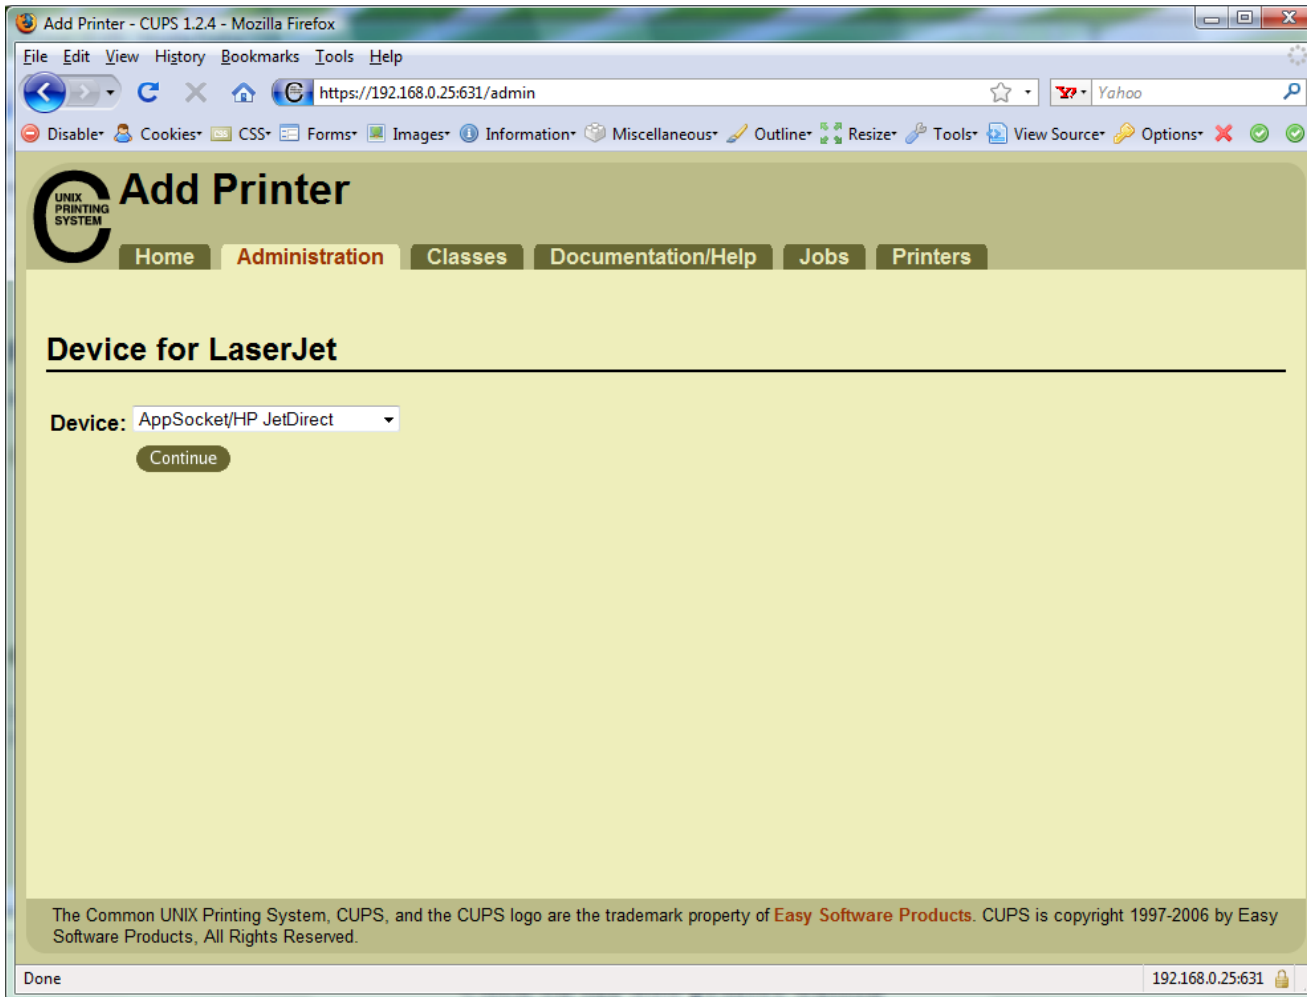 Add Printer - CUPS 1.2.4 - Mozilla Firefox
File Edit View History Bookmarks Tools Help
https://192.168.0.25:631/admin Yahoo
Disable Cookies CSS Forms Images Information Miscellaneous Outline Resize Tools View Source Options
UNIX
PRINTING
SYSTEM
Add Printer
Home Administration Classes Documentation/Help Jobs Printers
Device for LaserJet
Device: AppSocket/HP JetDirect
Continue
The Common UNIX Printing System, CUPS, and the CUPS logo are the trademark property of Easy Software Products. CUPS is copyright 1997-2006 by Easy
Software Products, All Rights Reserved.
Done 192.168.0.25:631